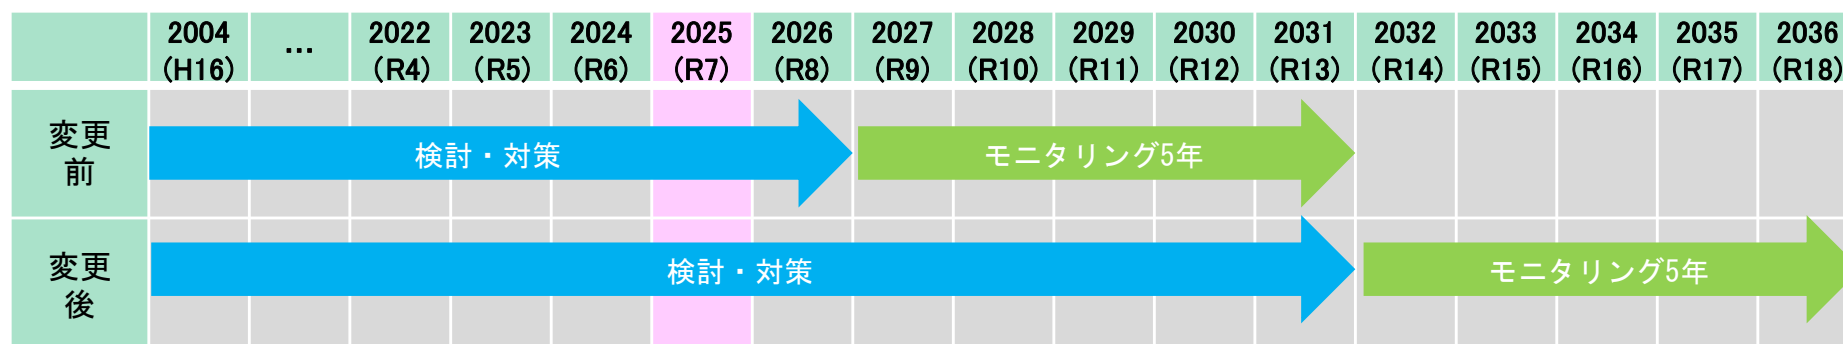 2004 … 2022 2023 2024 2025 2026 2027 2028 2029 2030 2031 2032 2033 2034 2035 2036
(H16) (R4) (R5) (R6) (R7) (R8) (R9) (R10) (R11) (R12) (R13) (R14) (R15) (R16) (R17) (R18)
変更
前
検討・対策 モニタリング5年
変更
後
検討・対策 モニタリング5年